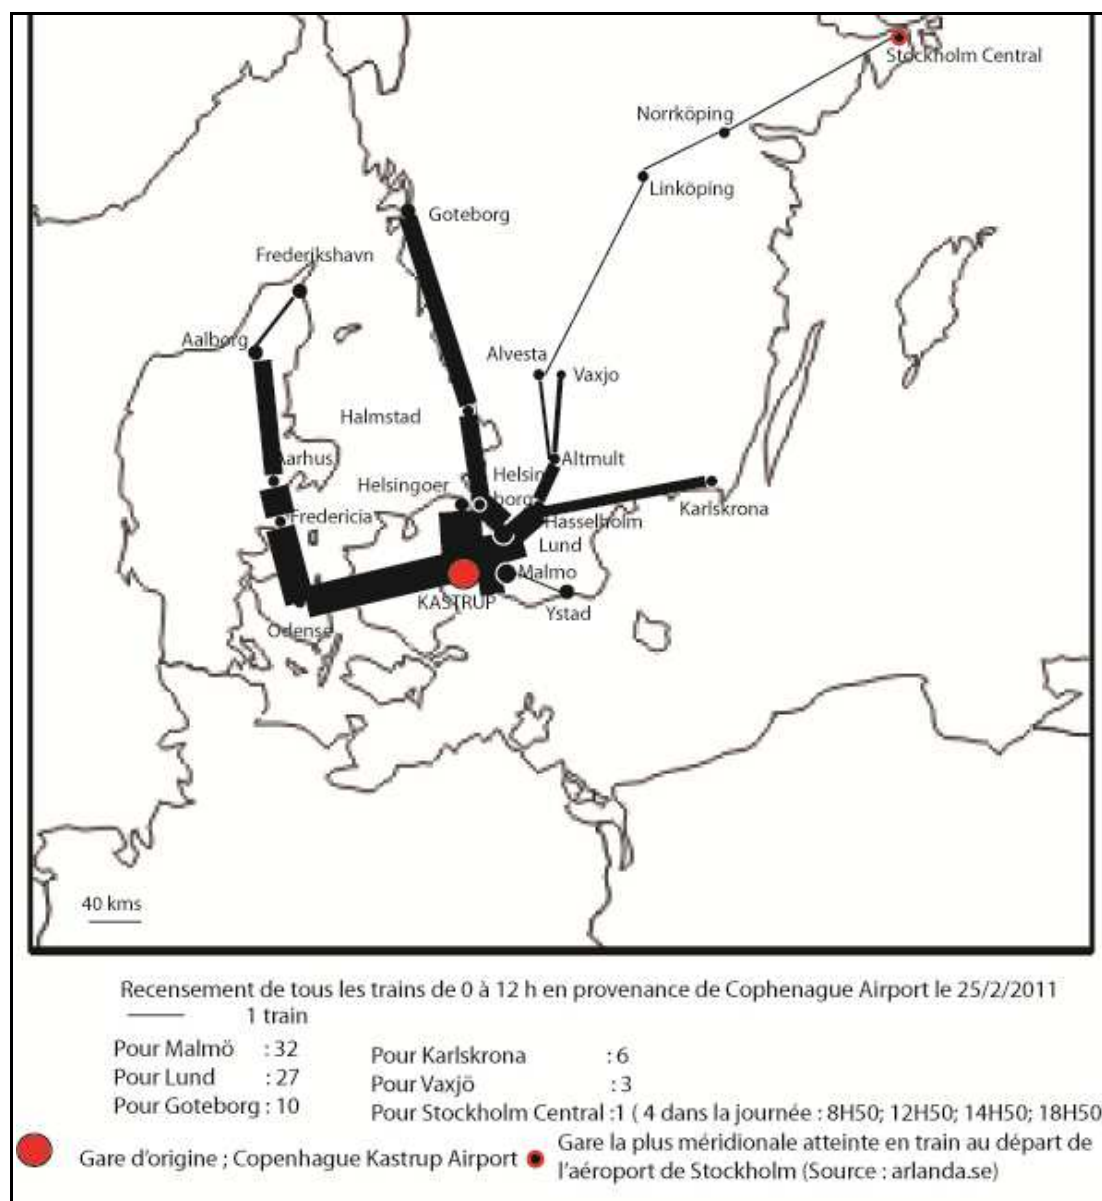 Stockholm Central
Norrköping
Linköping
Goteborg
Frederikshavn
Aalborg
Alvesta
Vaxjo
Halmstad
Aarhus
Altmult
Helsingoer
Helsin
borg
Karlskrona
Fredericia
Hasselholm
Lund
Malmo
KASTRUP
Ystad
Odense
40 kms
Recensement de tous les trains de 0 à 12 h en provenance de Cophenague Airport le 25/2/2011
1 train
Pour Malmö : 32
Pour Lund : 27
Pour Goteborg : 10
Pour Karlskrona : 6
Pour Vaxjö : 3
Pour Stockholm Central :1 ( 4 dans la journée : 8H50; 12H50; 14H50; 18H50
Gare d'origine ; Copenhague Kastrup Airport
Gare la plus méridionale atteinte en train au départ de
l'aéroport de Stockholm (Source : arlanda.se)